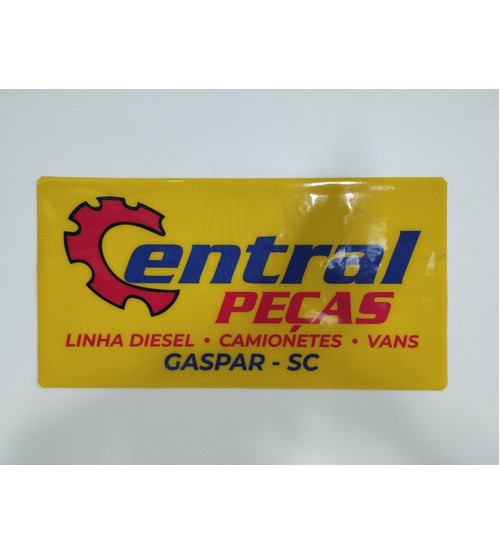 Central
PEÇAS
LINHA DIESEL • CAMIONETES • VANS
GASPAR - SC